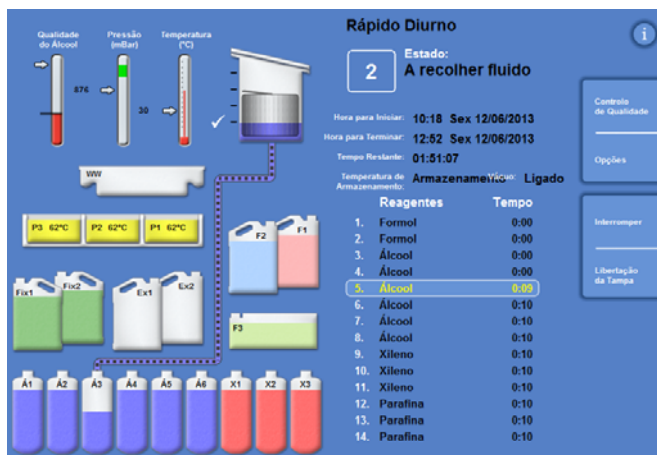 Rápido Diurno
i
Qualidade do Álcool
Pressão (mBar)
Temperatura (°C)
876
30
2
Estado:
A recolher fluido
Hora para Iniciar: 10:18 Sex 12/06/2013
Hora para Terminar: 12:52 Sex 12/06/2013
Tempo Restante: 01:51:07
Temperatura de Armazenamento: Armazenamento Vácuo: Ligado
Controlo de Qualidade
Opções
Interromper
Libertação da Tampa
WW
P3 62°C
P2 62°C
P1 62°C
F2
F1
Fix1
Fix2
Ex1
Ex2
F3
Á1
Á2
Á3
Á4
Á5
Á6
X1
X2
X3
Reagentes Tempo
1. Formol 0:00
2. Formol 0:00
3. Álcool 0:00
4. Álcool 0:00
5. Álcool 0:09
6. Álcool 0:10
7. Álcool 0:10
8. Álcool 0:10
9. Xileno 0:10
10. Xileno 0:10
11. Xileno 0:10
12. Parafina 0:10
13. Parafina 0:10
14. Parafina 0:10